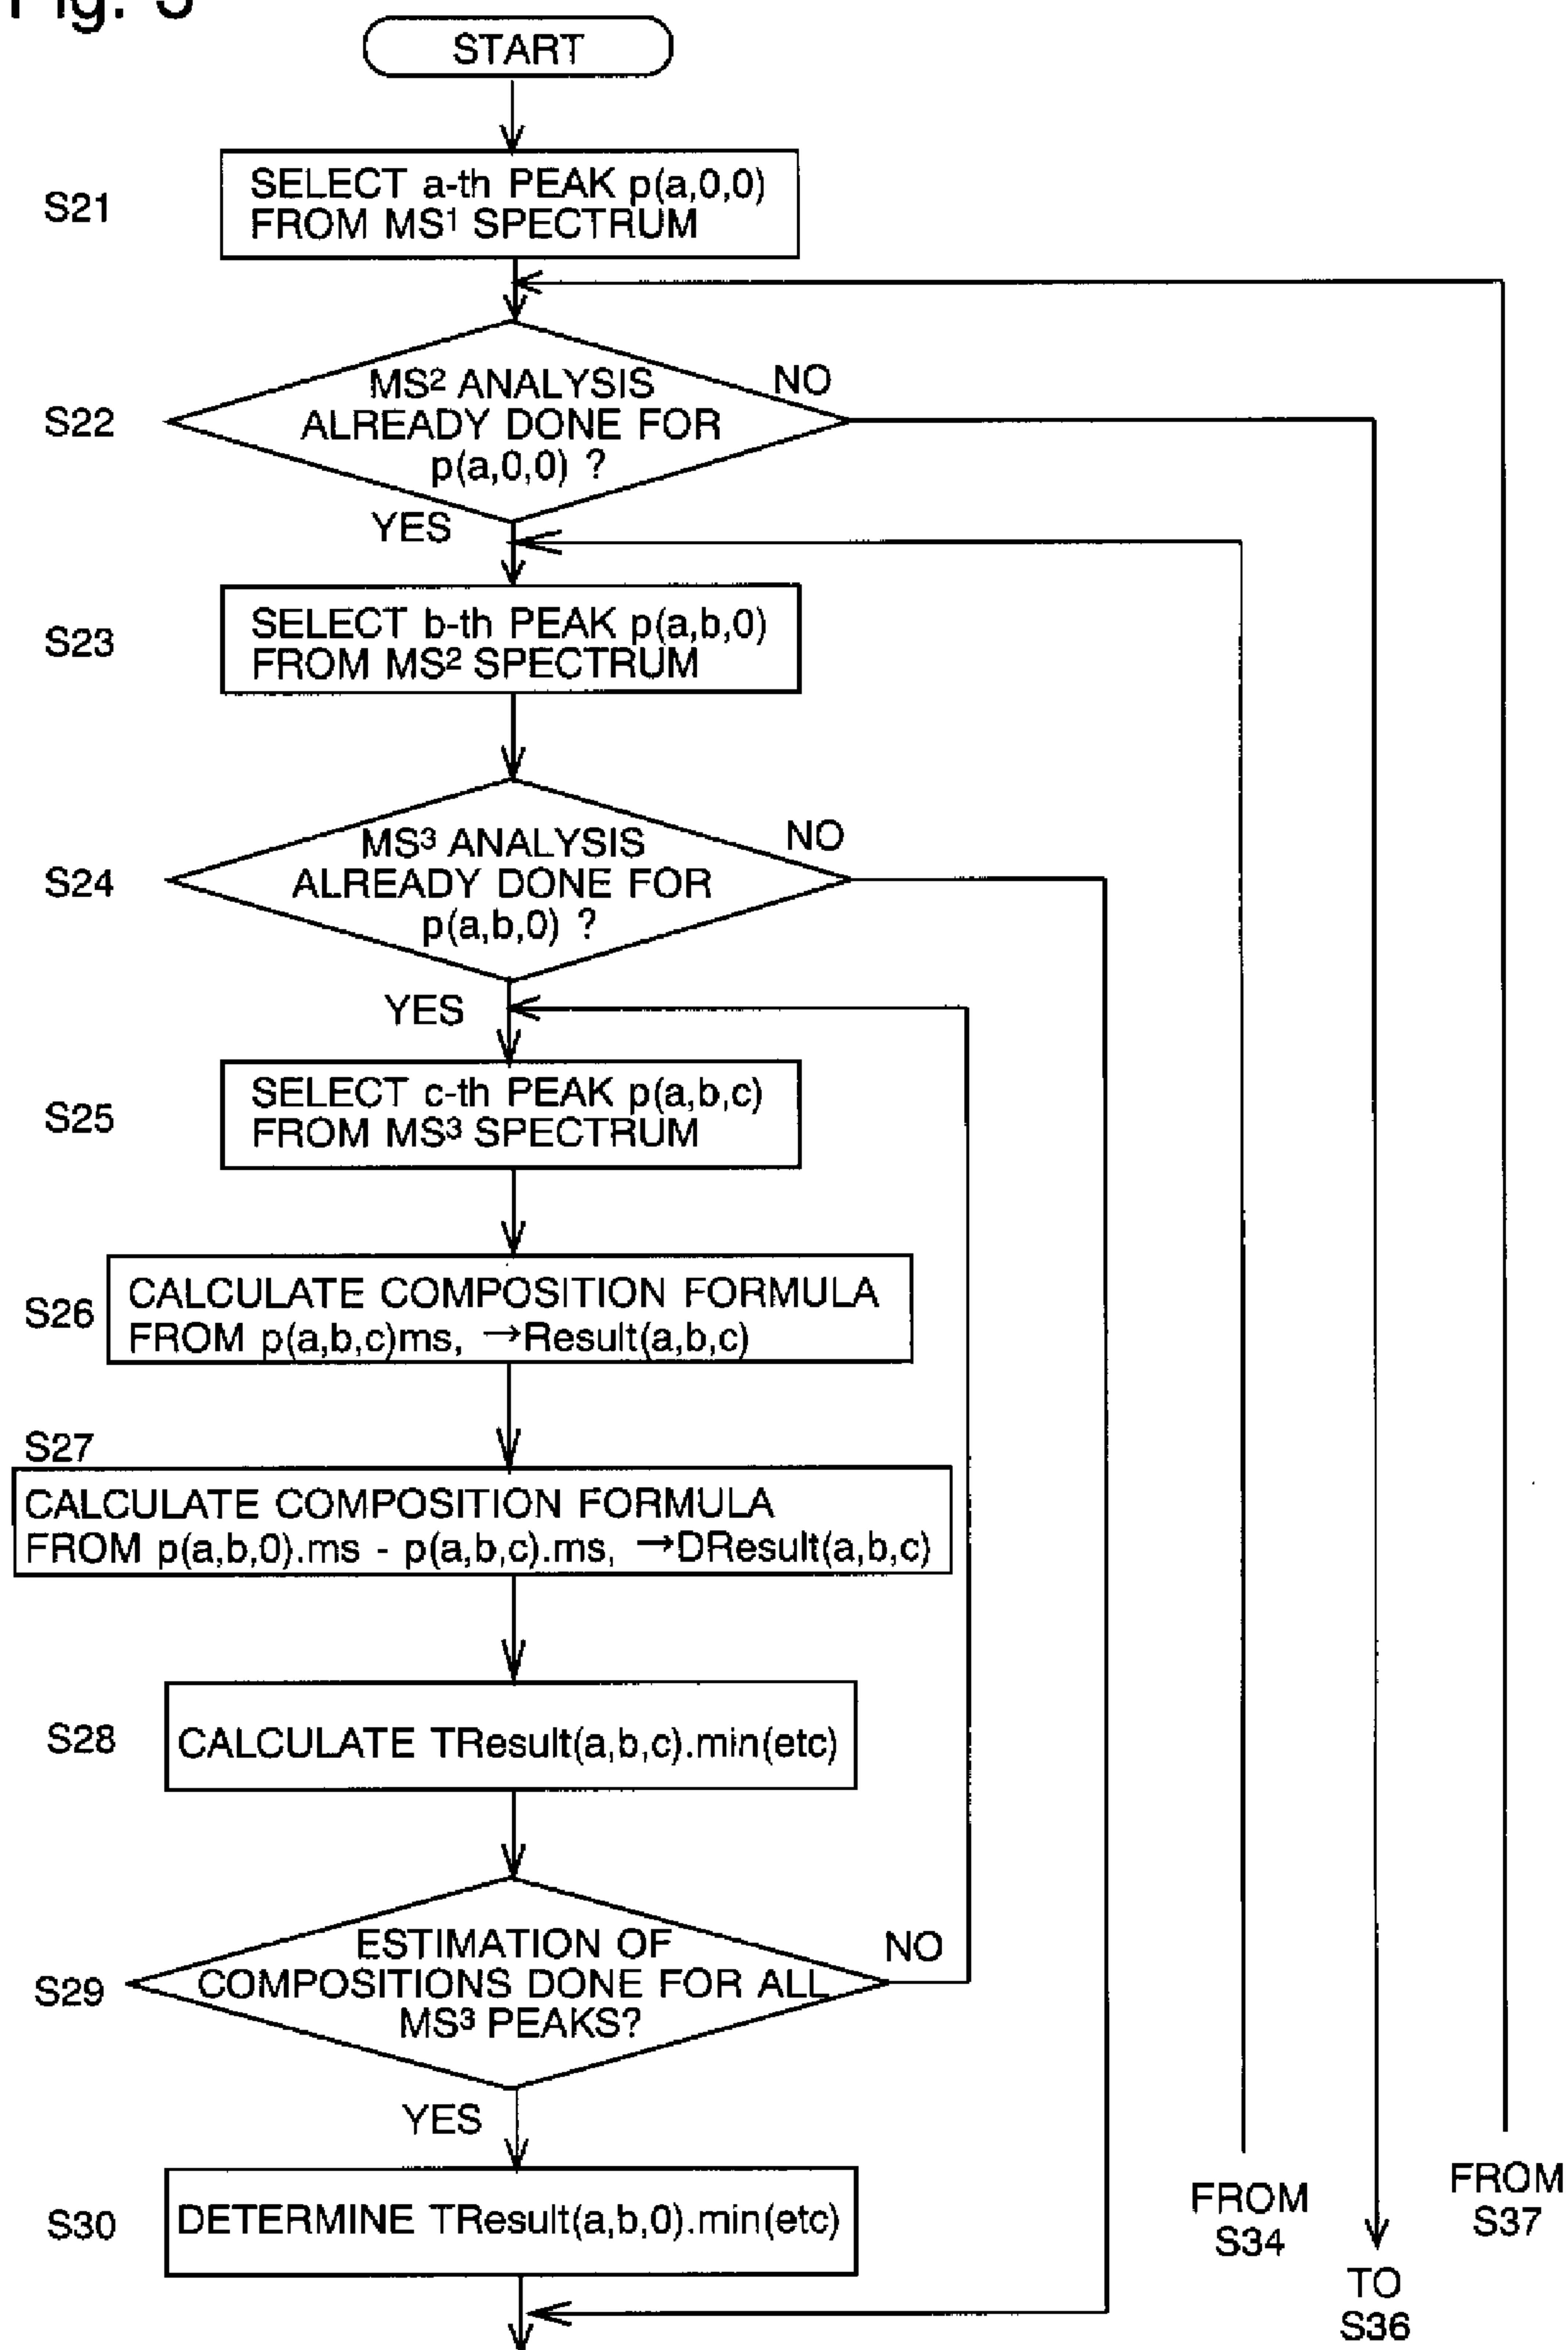 START
S21
SELECT a-th PEAK p(a,0,0)
FROM MS¹ SPECTRUM
S22
MS² ANALYSIS
ALREADY DONE FOR
p(a,0,0) ?
NO
YES
S23
SELECT b-th PEAK p(a,b,0)
FROM MS² SPECTRUM
S24
MS³ ANALYSIS
ALREADY DONE FOR
p(a,b,0) ?
NO
YES
S25
SELECT c-th PEAK p(a,b,c)
FROM MS³ SPECTRUM
S26
CALCULATE COMPOSITION FORMULA
FROM p(a,b,c)ms, →Result(a,b,c)
S27
CALCULATE COMPOSITION FORMULA
FROM p(a,b,0).ms - p(a,b,c).ms, →DResult(a,b,c)
S28
CALCULATE TResult(a,b,c).min(etc)
S29
ESTIMATION OF
COMPOSITIONS DONE FOR ALL
MS³ PEAKS?
NO
YES
S30
DETERMINE TResult(a,b,0).min(etc)
FROM
S34
TO
S36
FROM
S37